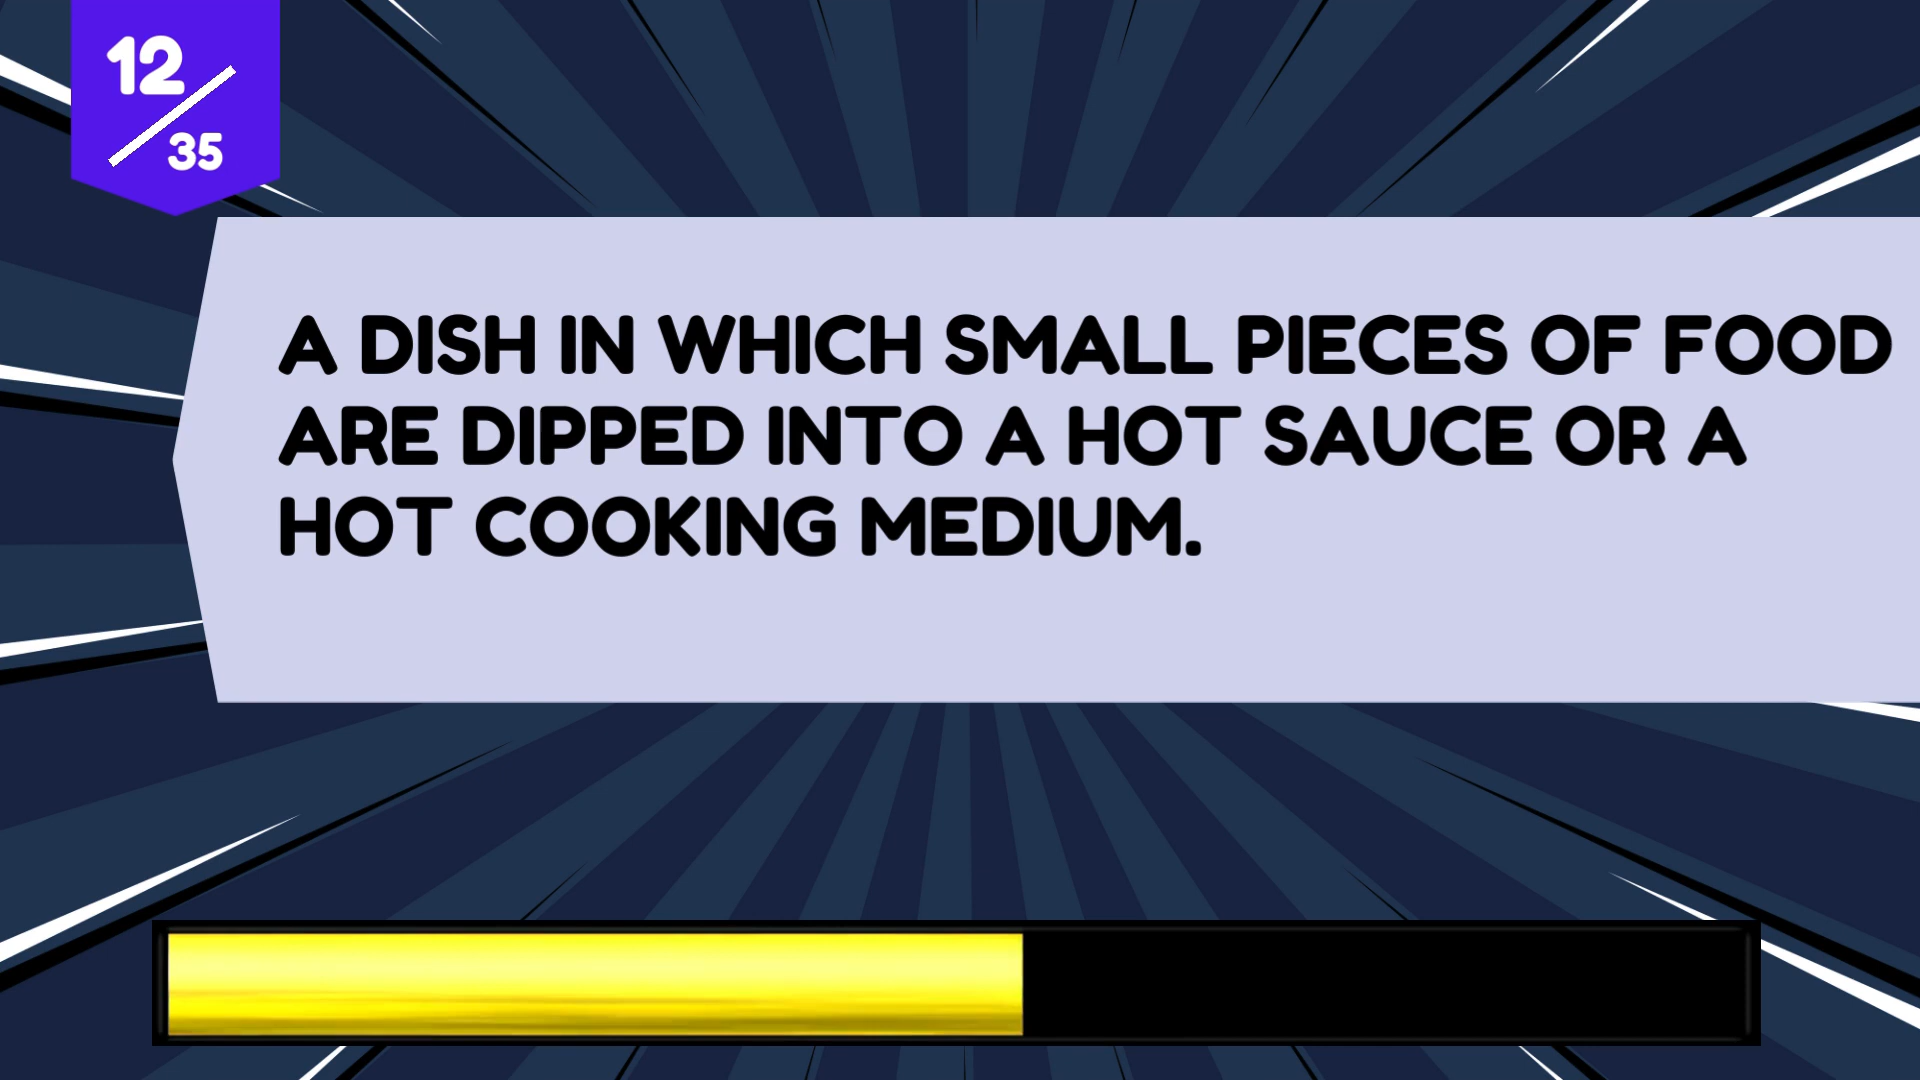 12
35
A DISH IN WHICH SMALL PIECES OF FOOD
ARE DIPPED INTO A HOT SAUCE OR A
HOT COOKING MEDIUM.